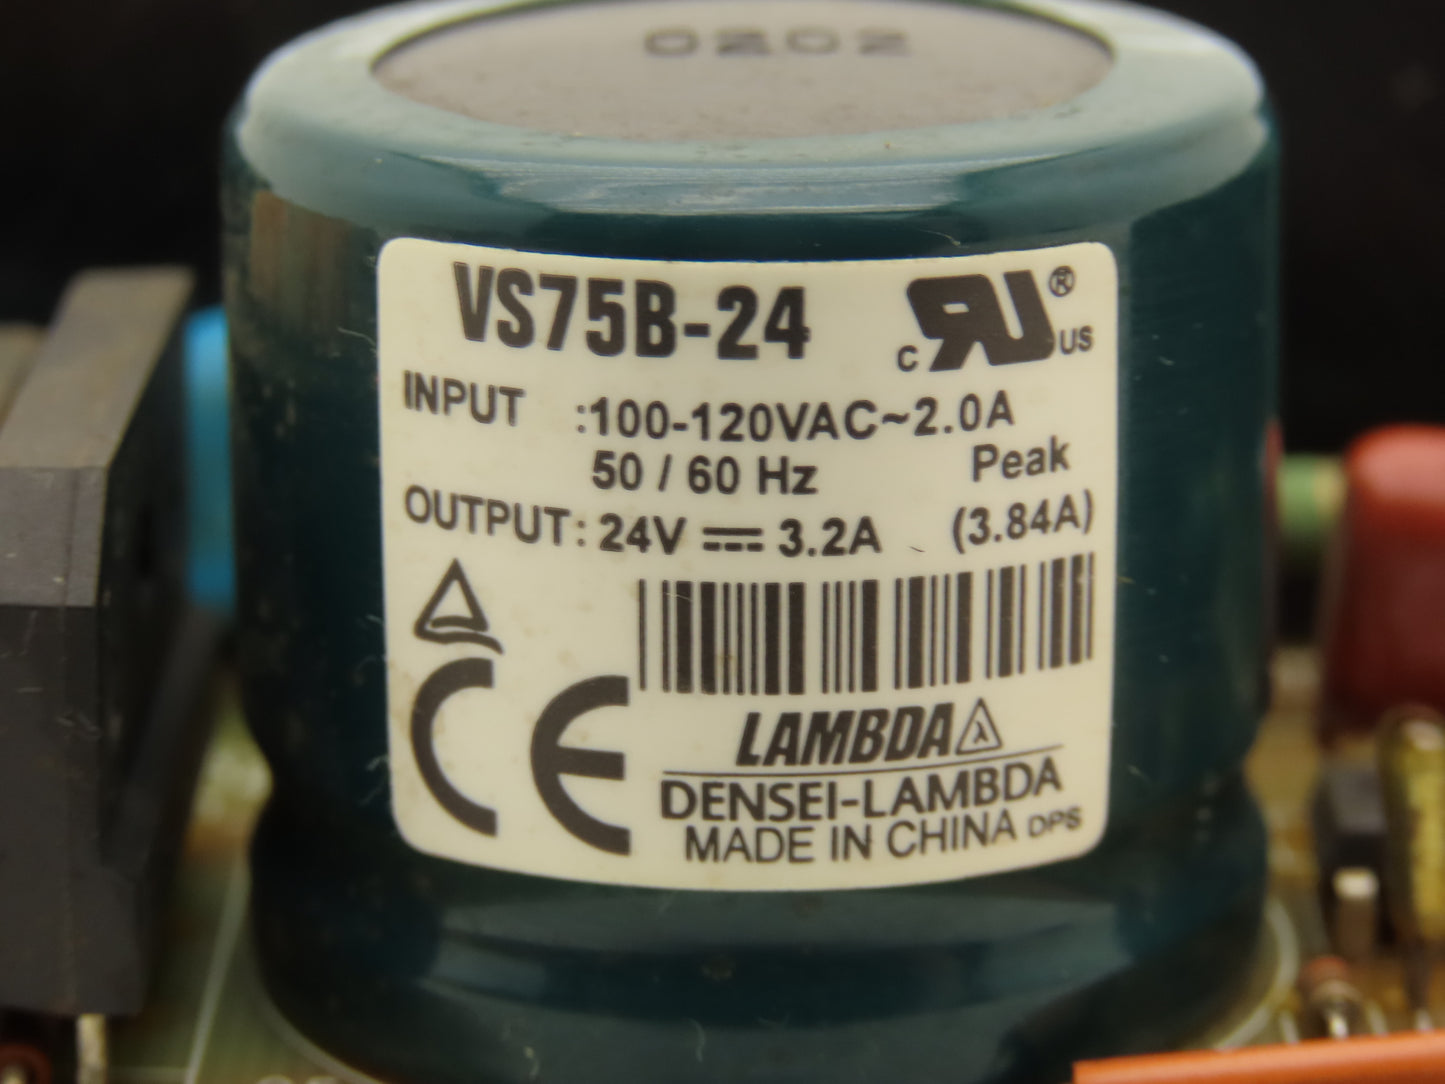 0202
VS75B-24
c RU ® US
INPUT :100-120VAC~2.0A
50 / 60 Hz Peak
OUTPUT: 24V ⎓ 3.2A (3.84A)
CE
LAMBDA λ
DENSEI-LAMBDA
MADE IN CHINA DPS